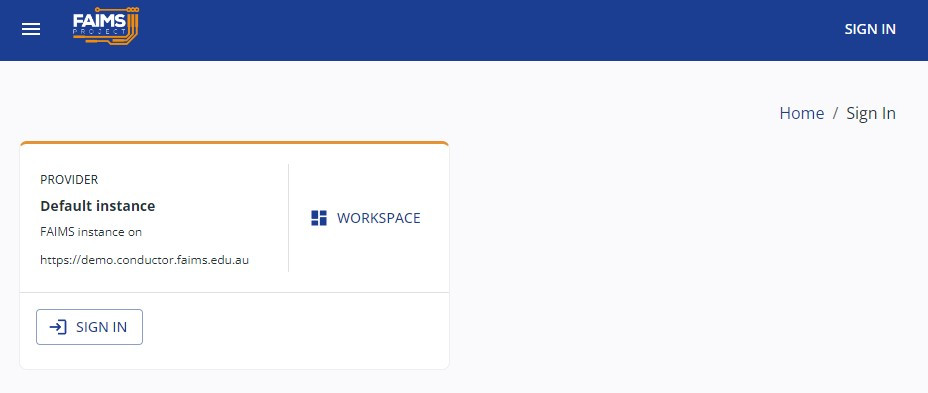 FAIMS
PROJECT
SIGN IN
Home / Sign In
PROVIDER
Default instance
FAIMS instance on
https://demo.conductor.faims.edu.au
WORKSPACE
SIGN IN